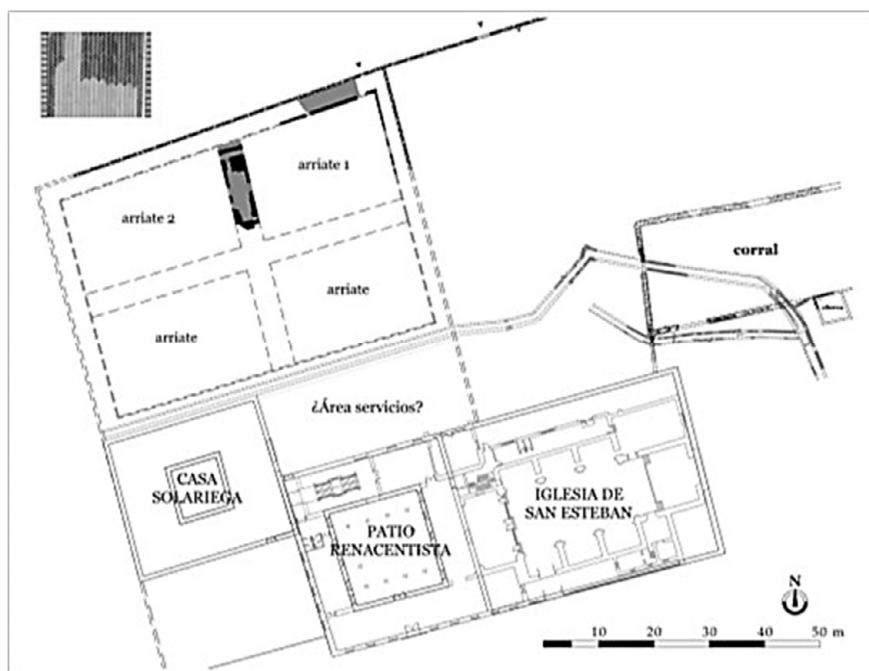 arriate 1
arriate 2
corral
arriate
arriate
¿Área servicios?
CASA
SOLARIEGA
IGLESIA DE
SAN ESTEBAN
PATIO
RENACENTISTA
N
10 20 30 40 50 m